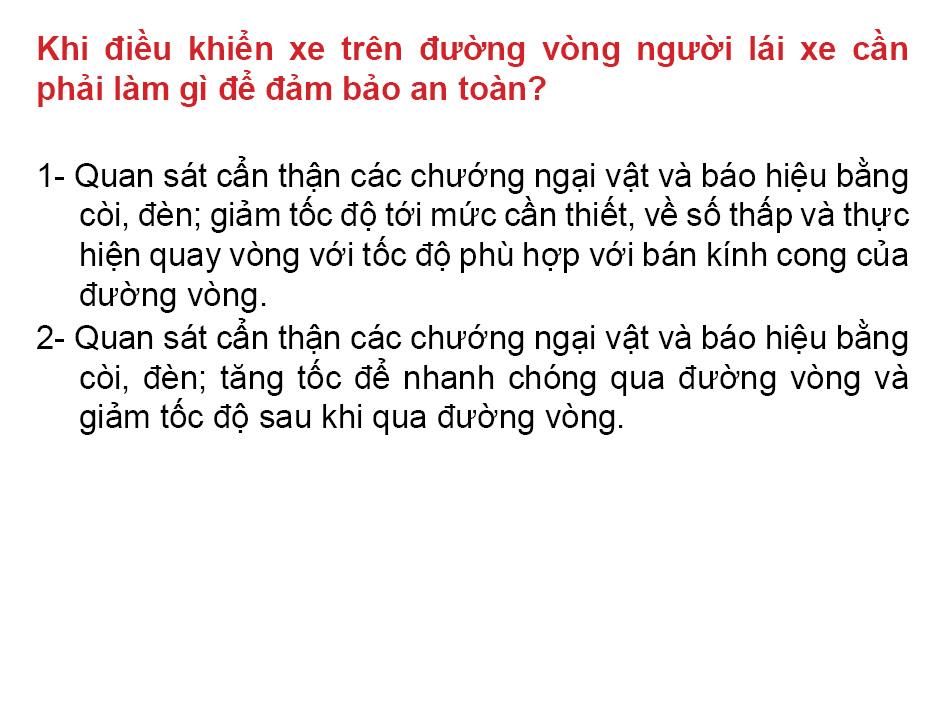 Khi điều khiển xe trên đường vòng người lái xe cần
phải làm gì để đảm bảo an toàn?
1- Quan sát cẩn thận các chướng ngại vật và báo hiệu bằng
còi, đèn; giảm tốc độ tới mức cần thiết, về số thấp và thực
hiện quay vòng với tốc độ phù hợp với bán kính cong của
đường vòng.
2- Quan sát cẩn thận các chướng ngại vật và báo hiệu bằng
còi, đèn; tăng tốc để nhanh chóng qua đường vòng và
giảm tốc độ sau khi qua đường vòng.